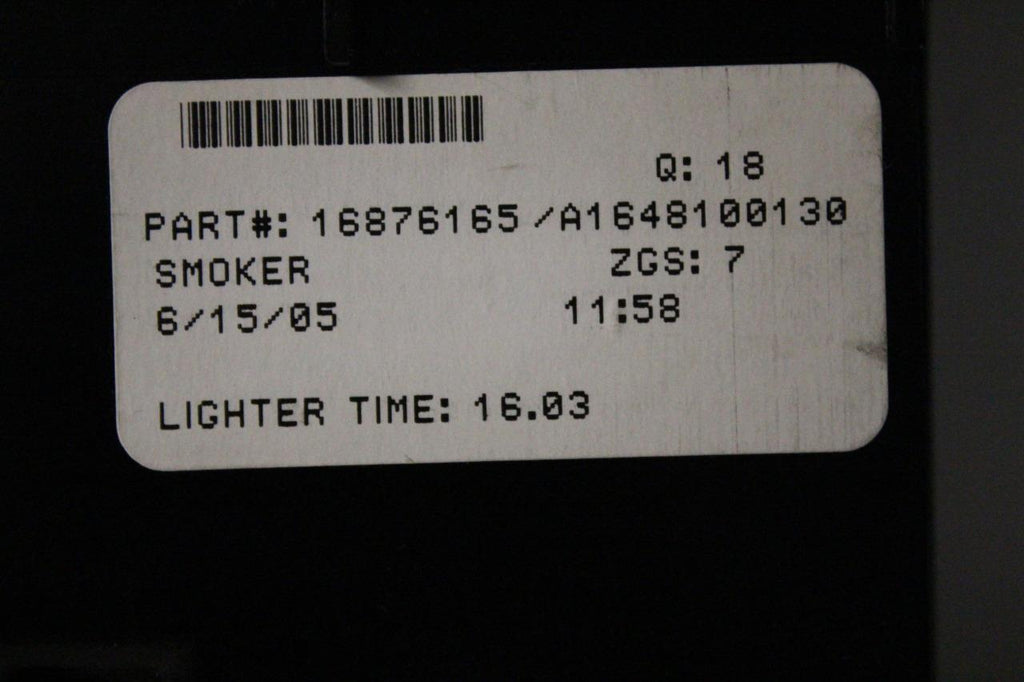 Q: 18
PART#: 16876165 /A1648100130
SMOKER ZGS: 7
6/15/05 11:58
LIGHTER TIME: 16.03